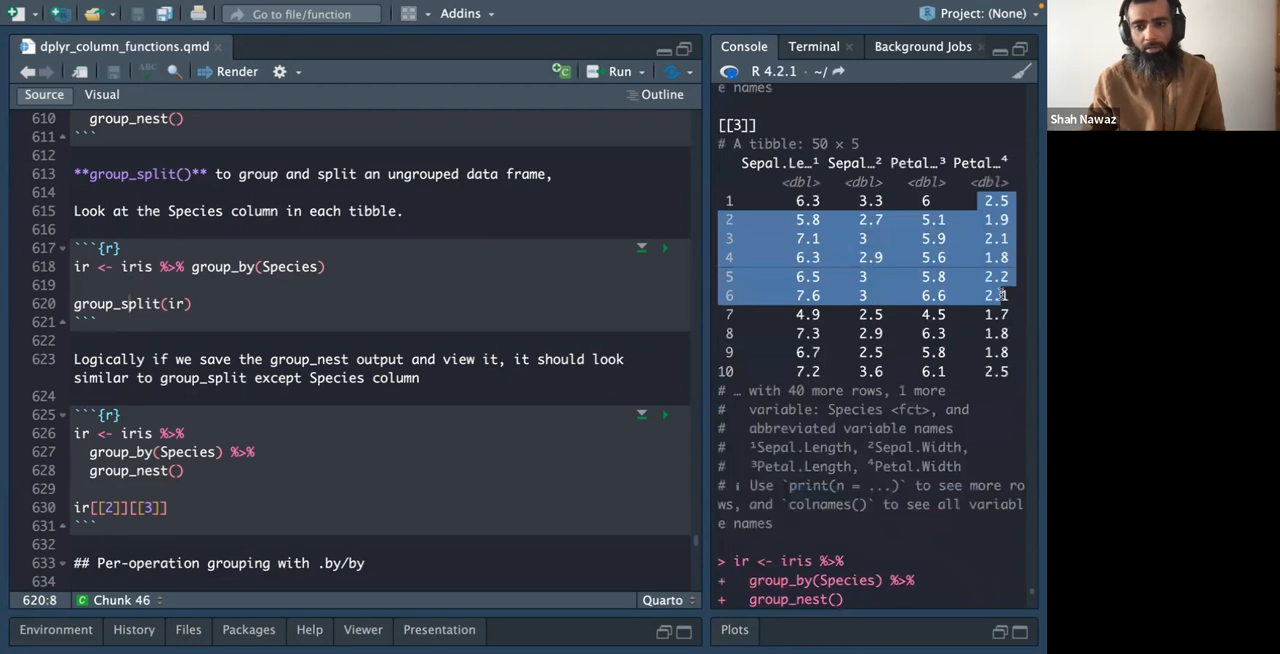 Go to file/function
Addins
Project: (None)
dplyr_column_functions.qmd
ABC
Render
Run
Source
Visual
Outline
610
group_nest()
611
```
612
613
**group_split()** to group and split an ungrouped data frame,
614
615
Look at the Species column in each tibble.
616
617
```{r}
618
ir <- iris %>% group_by(Species)
619
620
group_split(ir)
621
```
622
623
Logically if we save the group_nest output and view it, it should look
similar to group_split except Species column
624
625
```{r}
626
ir <- iris %>%
627
group_by(Species) %>%
628
group_nest()
629
630
ir[[2]][[3]]
631
```
632
633
## Per-operation grouping with .by/by
634
620:8
C Chunk 46
Quarto
Environment
History
Files
Packages
Help
Viewer
Presentation
Console
Terminal
Background Jobs
R 4.2.1 · ~/
e names
[[3]]
# A tibble: 50 × 5
Sepal.Le…¹ Sepal…² Petal…³ Petal…⁴
<dbl> <dbl> <dbl> <dbl>
1 6.3 3.3 6 2.5
2 5.8 2.7 5.1 1.9
3 7.1 3 5.9 2.1
4 6.3 2.9 5.6 1.8
5 6.5 3 5.8 2.2
6 7.6 3 6.6 2.1
7 4.9 2.5 4.5 1.7
8 7.3 2.9 6.3 1.8
9 6.7 2.5 5.8 1.8
10 7.2 3.6 6.1 2.5
# … with 40 more rows, 1 more
# variable: Species <fct>, and
# abbreviated variable names
# ¹Sepal.Length, ²Sepal.Width,
# ³Petal.Length, ⁴Petal.Width
# ℹ Use `print(n = ...)` to see more ro
ws, and `colnames()` to see all variabl
e names
> ir <- iris %>%
+ group_by(Species) %>%
+ group_nest()
Plots
Shah Nawaz